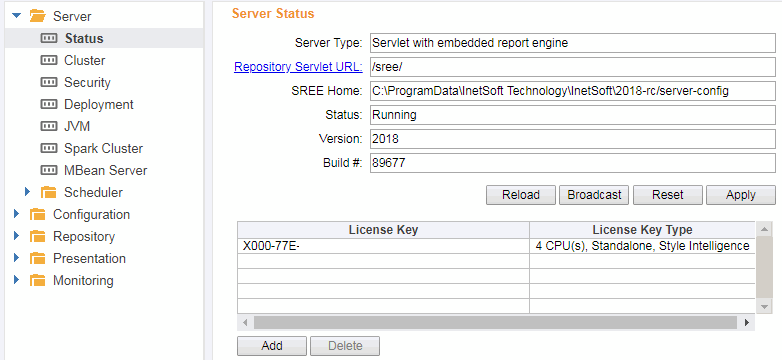 Server
Status
Cluster
Security
Deployment
JVM
Spark Cluster
MBean Server
Scheduler
Configuration
Repository
Presentation
Monitoring
Server Status
Server Type: Servlet with embedded report engine
Repository Servlet URL: /sree/
SREE Home: C:\ProgramData\InetSoft Technology\InetSoft\2018-rc/server-config
Status: Running
Version: 2018
Build #: 89677
Reload Broadcast Reset Apply
License Key License Key Type
X000-77E- 4 CPU(s), Standalone, Style Intelligence
Add Delete